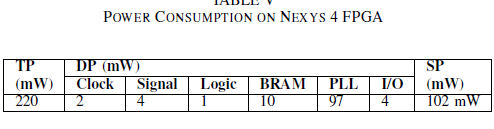 TABLE V
POWER CONSUMPTION ON NEXYS 4 FPGA
TP DP (mW) SP
(mW) Clock Signal Logic BRAM PLL I/O (mW)
220 2 4 1 10 97 4 102 mW